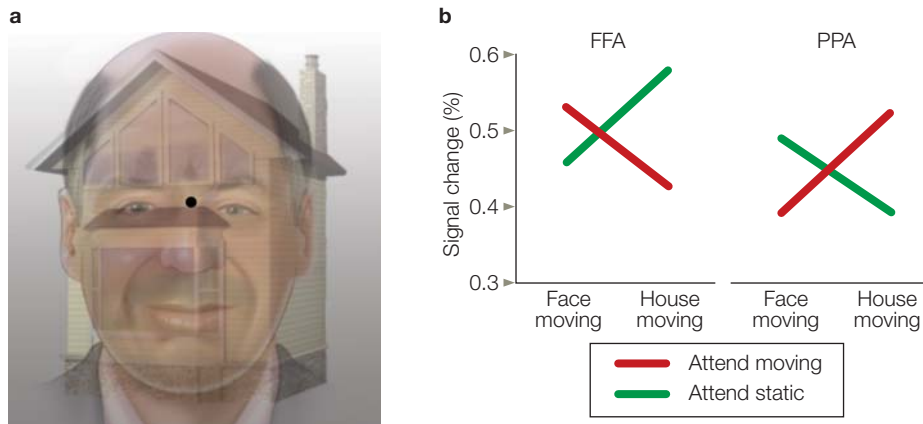 a
b
FFA
PPA
0.6
0.5
0.4
0.3
Signal change (%)
Face
moving
House
moving
Face
moving
House
moving
Attend moving
Attend static